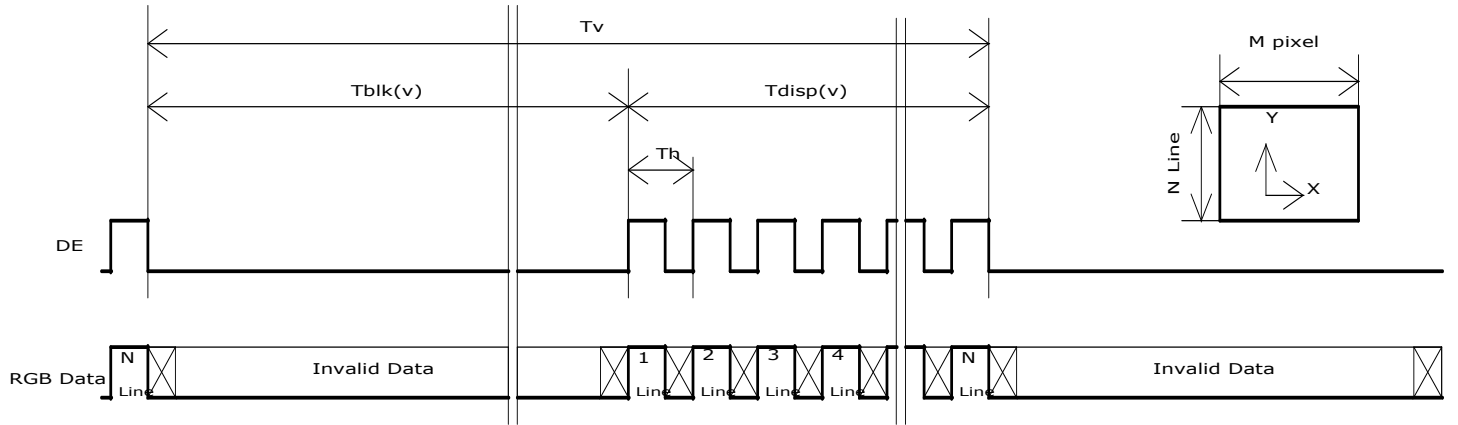 Tv
M pixel
Tblk(v)
Tdisp(v)
Y
N Line
Th
X
DE
RGB Data
N
Line
Invalid Data
1
Line
2
Line
3
Line
4
Line
N
Line
Invalid Data